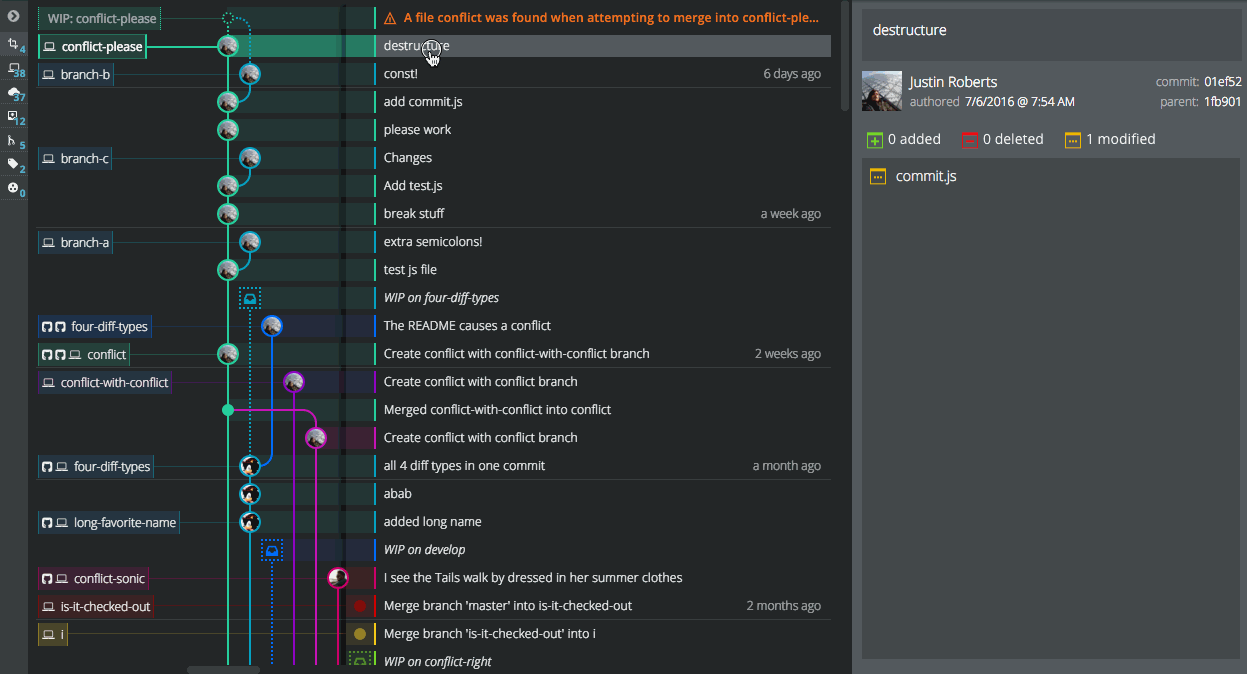 WIP: conflict-please
A file conflict was found when attempting to merge into conflict-ple...
4
conflict-please
destructure
38
branch-b
const!
6 days ago
37
add commit.js
12
please work
5
branch-c
Changes
2
Add test.js
0
break stuff
a week ago
branch-a
extra semicolons!
test js file
WIP on four-diff-types
four-diff-types
The README causes a conflict
conflict
Create conflict with conflict-with-conflict branch
2 weeks ago
conflict-with-conflict
Create conflict with conflict branch
Merged conflict-with-conflict into conflict
Create conflict with conflict branch
four-diff-types
all 4 diff types in one commit
a month ago
abab
long-favorite-name
added long name
WIP on develop
conflict-sonic
I see the Tails walk by dressed in her summer clothes
is-it-checked-out
Merge branch 'master' into is-it-checked-out
2 months ago
i
Merge branch 'is-it-checked-out' into i
WIP on conflict-right
destructure
Justin Roberts
commit: 01ef52
authored 7/6/2016 @ 7:54 AM
parent: 1fb901
0 added
0 deleted
1 modified
commit.js